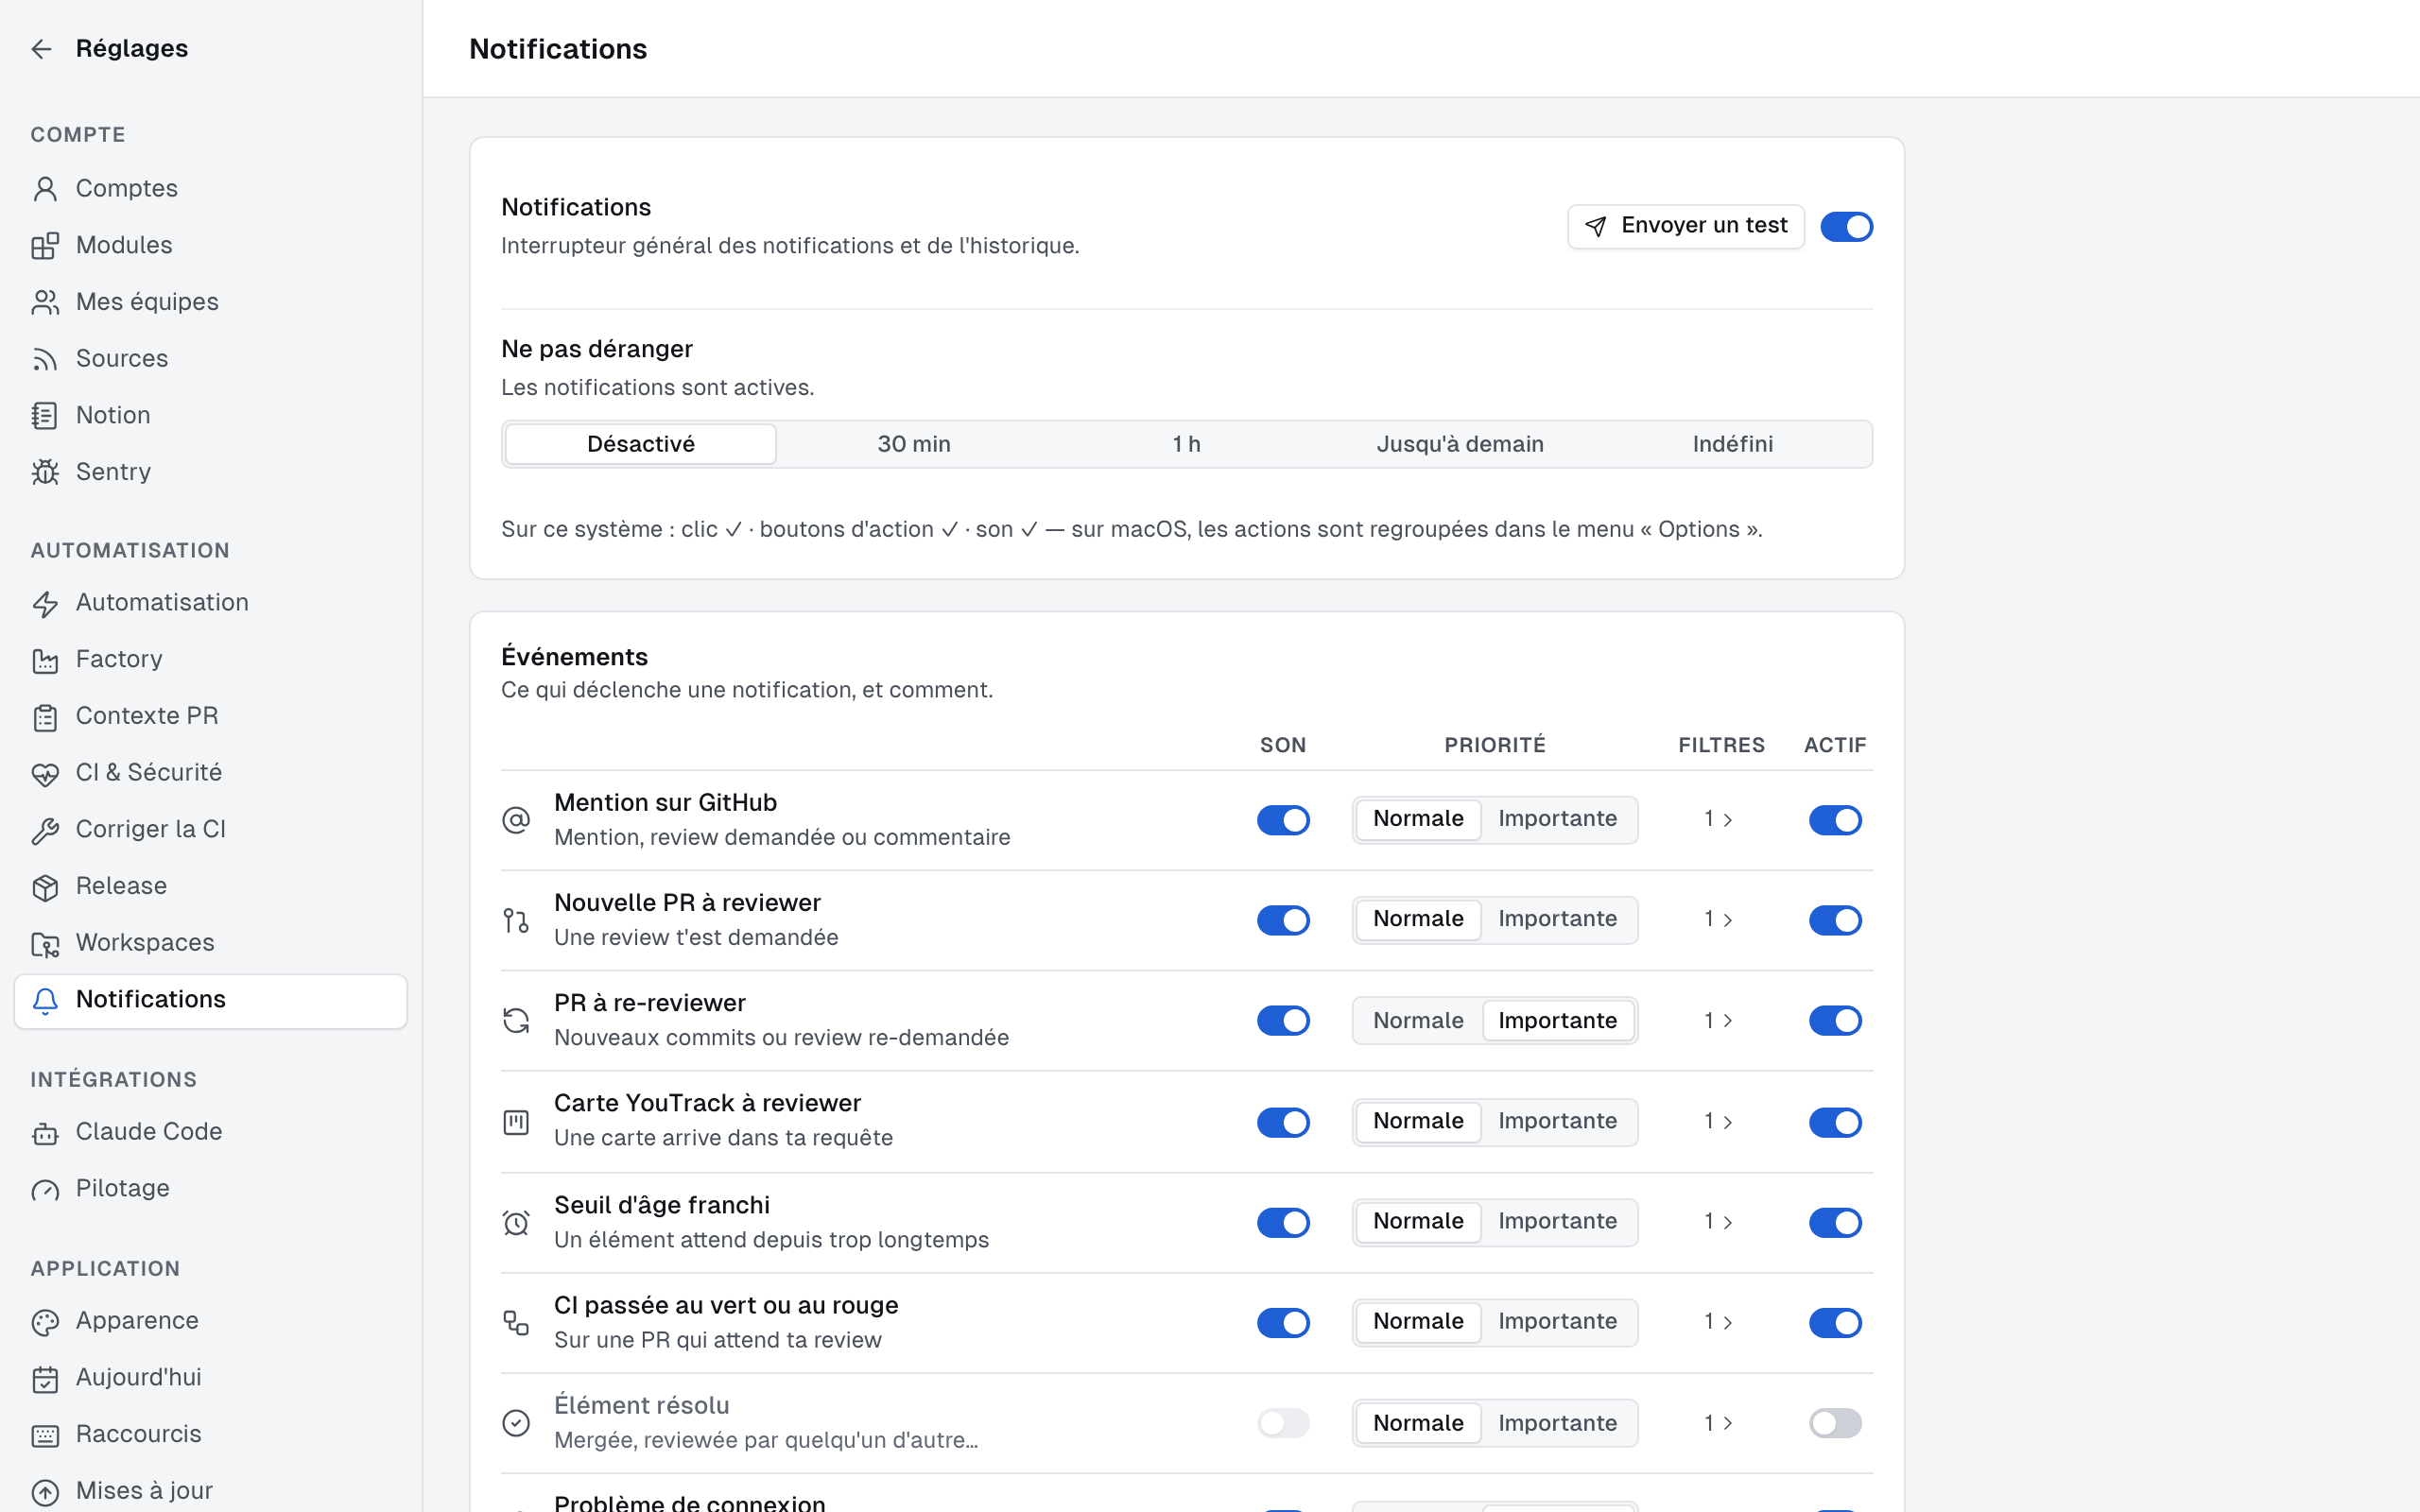 Réglages
COMPTE
Comptes
Modules
Mes équipes
Sources
Notion
Sentry
AUTOMATISATION
Automatisation
Factory
Contexte PR
CI & Sécurité
Corriger la CI
Release
Workspaces
Notifications
INTÉGRATIONS
Claude Code
Pilotage
APPLICATION
Apparence
Aujourd'hui
Raccourcis
Mises à jour
Notifications
Notifications
Interrupteur général des notifications et de l'historique.
Envoyer un test
Ne pas déranger
Les notifications sont actives.
Désactivé 30 min 1 h Jusqu'à demain Indéfini
Sur ce système : clic ✓ · boutons d'action ✓ · son ✓ — sur macOS, les actions sont regroupées dans le menu « Options ».
Événements
Ce qui déclenche une notification, et comment.
SON PRIORITÉ FILTRES ACTIF
Mention sur GitHub
Mention, review demandée ou commentaire
Normale Importante 1
Nouvelle PR à reviewer
Une review t'est demandée
Normale Importante 1
PR à re-reviewer
Nouveaux commits ou review re-demandée
Normale Importante 1
Carte YouTrack à reviewer
Une carte arrive dans ta requête
Normale Importante 1
Seuil d'âge franchi
Un élément attend depuis trop longtemps
Normale Importante 1
CI passée au vert ou au rouge
Sur une PR qui attend ta review
Normale Importante 1
Élément résolu
Mergée, reviewée par quelqu'un d'autre…
Normale Importante 1
Problème de connexion